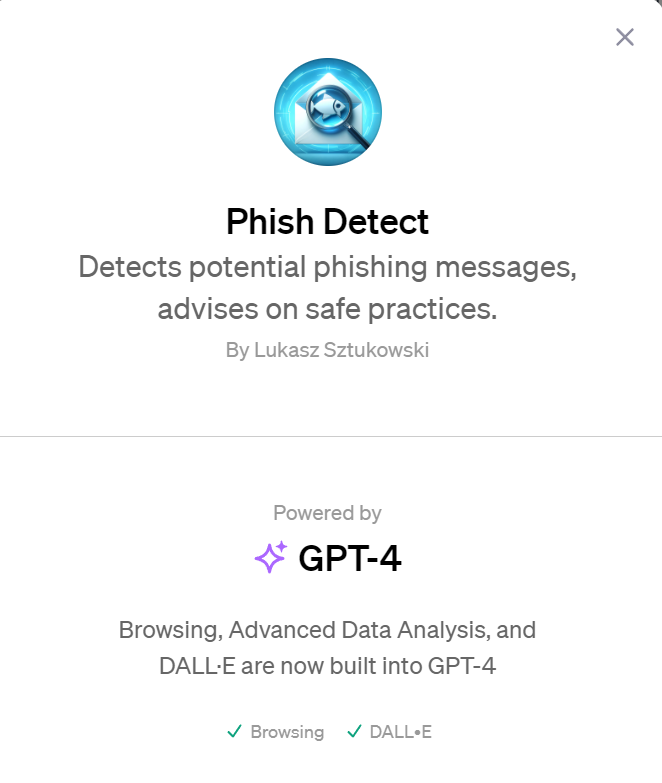 Phish Detect
Detects potential phishing messages,
advises on safe practices.
By Lukasz Sztukowski
Powered by
GPT-4
Browsing, Advanced Data Analysis, and
DALL·E are now built into GPT-4
Browsing DALL•E